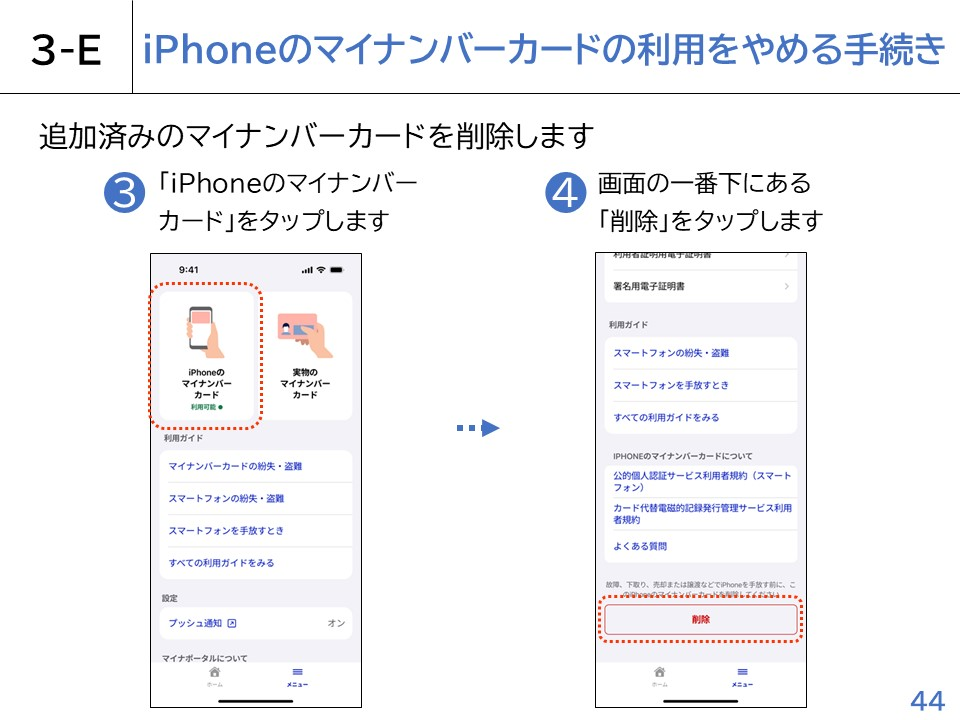 3-E
iPhoneのマイナンバーカードの利用をやめる手続き
追加済みのマイナンバーカードを削除します
3
「iPhoneのマイナンバー
カード」をタップします
9:41
iPhoneの
マイナンバー
カード
利用可能
実物の
マイナンバー
カード
利用ガイド
マイナンバーカードの紛失・盗難
スマートフォンの紛失・盗難
スマートフォンを手放すとき
すべての利用ガイドをみる
設定
プッシュ通知
オン
マイナポータルについて
ホーム
メニュー
4
画面の一番下にある
「削除」をタップします
利用者証明用電子証明書
署名用電子証明書
利用ガイド
スマートフォンの紛失・盗難
スマートフォンを手放すとき
すべての利用ガイドをみる
IPHONEのマイナンバーカードについて
公的個人認証サービス利用者規約（スマート
フォン）
カード代替電磁的記録発行管理サービス利用
者規約
よくある質問
故障、下取り、売却または譲渡などでiPhoneを手放す前に、こ
のiPhoneのマイナンバーカードを削除してください
削除
ホーム
メニュー
44